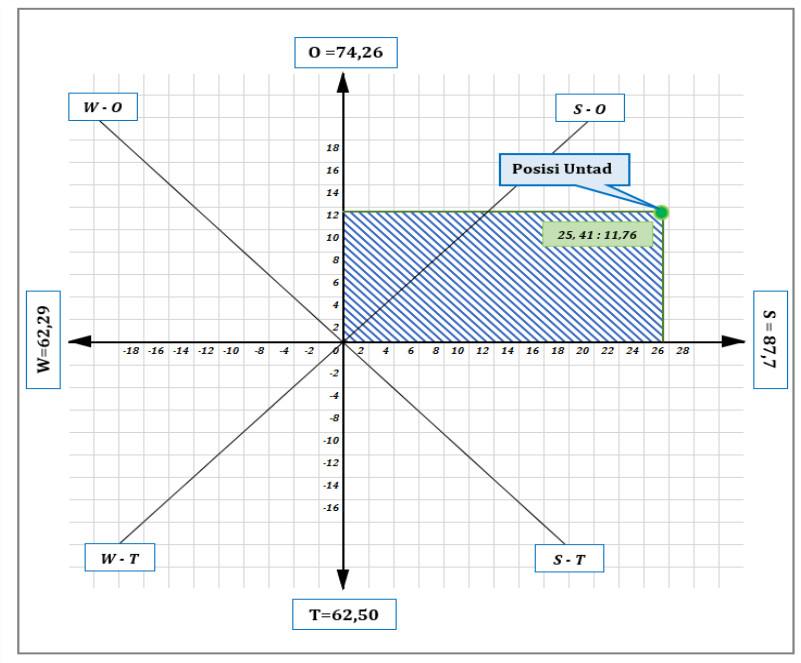 O =74,26
W - O
S - O
Posisi Untad
18
16
14
12
10
8
6
4
2
25, 41 : 11,76
W=62,29
S = 87,7
-18 -16 -14 -12 -10 -8 -4 -2 0 2 4 6 8 10 12 14 16 18 20 22 24 26 28
-2
-4
-8
-10
-12
-14
-16
W - T
S - T
T=62,50